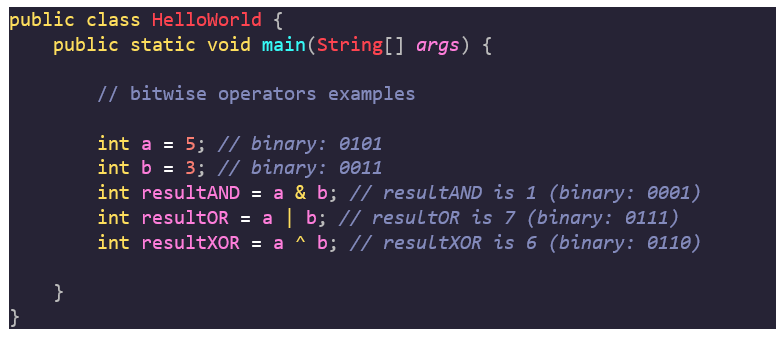 public class HelloWorld {
    public static void main(String[] args) {

        // bitwise operators examples

        int a = 5; // binary: 0101
        int b = 3; // binary: 0011
        int resultAND = a & b; // resultAND is 1 (binary: 0001)
        int resultOR = a | b; // resultOR is 7 (binary: 0111)
        int resultXOR = a ^ b; // resultXOR is 6 (binary: 0110)

    }
}